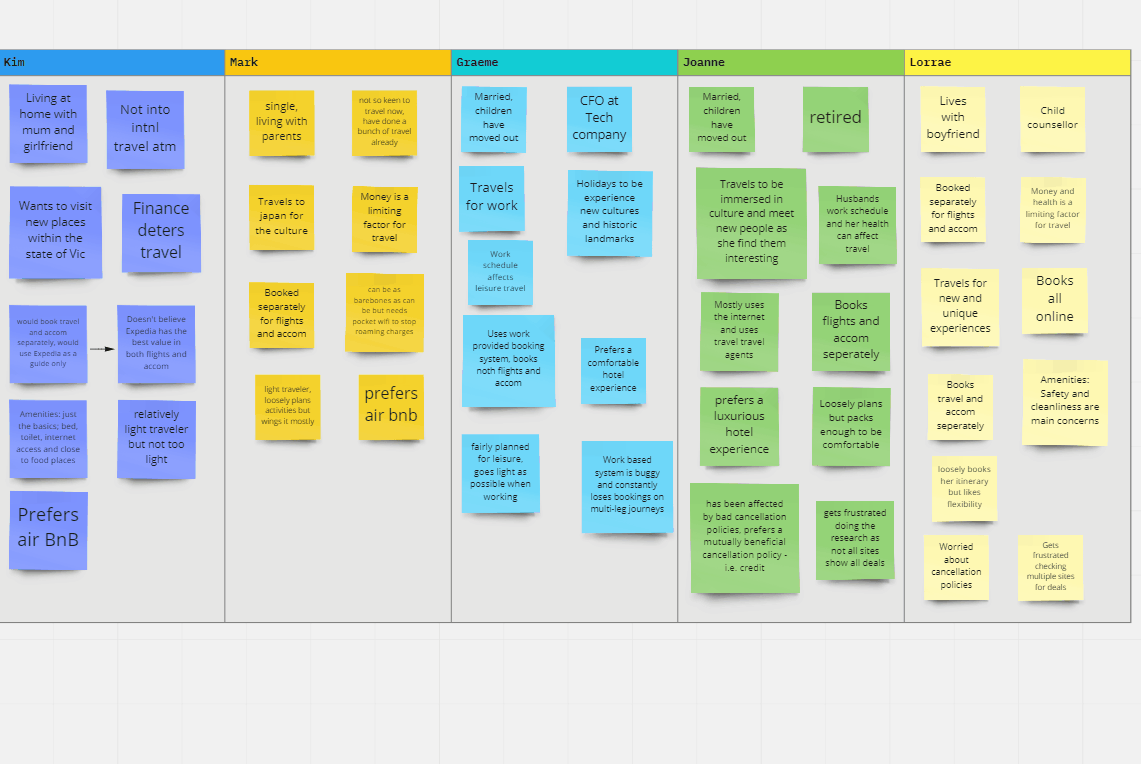 Kim
Living at
home with
mum and
girlfriend
Not into
intnl
travel atm
Wants to visit
new places
within the
state of Vic
Finance
deters
travel
would book travel
and accom
separately, would
use Expedia as a
guide only
Doesn't believe
Expedia has the
best value in
both flights and
accom
Amenities: just
the basics; bed,
toilet, internet
access and close
to food places
relatively
light traveler
but not too
light
Prefers
air BnB
Mark
single,
living with
parents
not so keen to
travel now,
have done a
bunch of travel
already
Travels to
japan for
the culture
Money is a
limiting
factor for
travel
Booked
separately
for flights
and accom
can be as
barebones as can
be but needs
pocket wifi to stop
roaming charges
light traveler,
loosely plans
activities but
wings it mostly
prefers
air bnb
Graeme
Married,
children
have
moved out
CFO at
Tech
company
Travels
for work
Holidays to be
experience
new cultures
and historic
landmarks
Work
schedule
affects
leisure travel
Uses work
provided booking
system, books
noth flights and
accom
Prefers a
comfortable
hotel
experience
fairly planned
for leisure,
goes light as
possible when
working
Work based
system is buggy
and constantly
loses bookings on
multi-leg journeys
Joanne
Married,
children
have
moved out
retired
Travels to be
immersed in
culture and meet
new people as
she find them
interesting
Husbands
work schedule
and her health
can affect
travel
Mostly uses
the internet
and uses
travel travel
agents
Books
flights and
accom
seperately
prefers a
luxurious
hotel
experience
Loosely plans
but packs
enough to be
comfortable
has been affected
by bad cancellation
policies, prefers a
mutually beneficial
cancellation policy -
i.e. credit
gets frustrated
doing the
research as
not all sites
show all deals
Lorrae
Lives
with
boyfriend
Child
counsellor
Booked
separately
for flights
and accom
Money and
health is a
limiting factor
for travel
Travels for
new and
unique
experiences
Books
all
online
Books
travel and
accom
seperately
Amenities:
Safety and
cleanliness are
main concerns
loosely books
her itinerary
but likes
flexibility
Worried
about
cancellation
policies
Gets
frustrated
checking
multiple sites
for deals